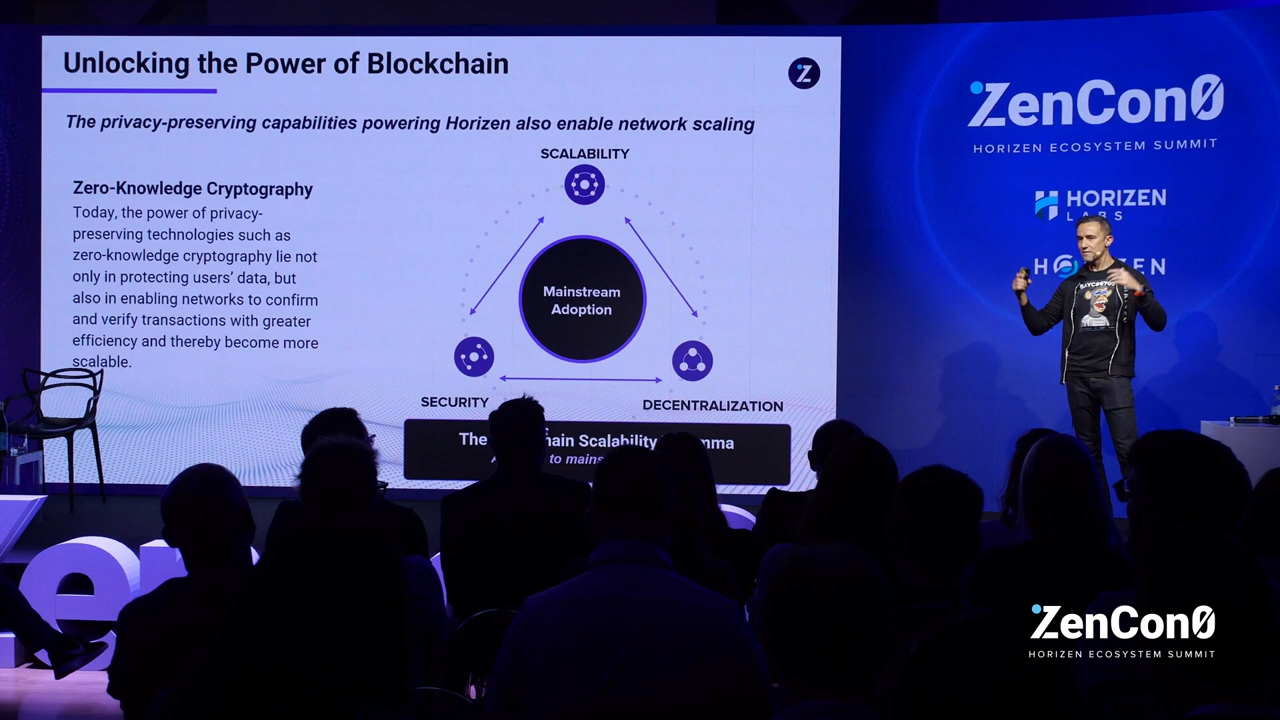 Unlocking the Power of Blockchain
The privacy-preserving capabilities powering Horizen also enable network scaling
SCALABILITY
Zero-Knowledge Cryptography
Today, the power of privacy-
preserving technologies such as
zero-knowledge cryptography lie not
only in protecting users' data, but
also in enabling networks to confirm
and verify transactions with greater
efficiency and thereby become more
scalable.
Mainstream
Adoption
SECURITY
DECENTRALIZATION
The Scalability
to
ZenCon0
HORIZEN ECOSYSTEM SUMMIT
HORIZEN
LABS
ZenCon0
HORIZEN ECOSYSTEM SUMMIT